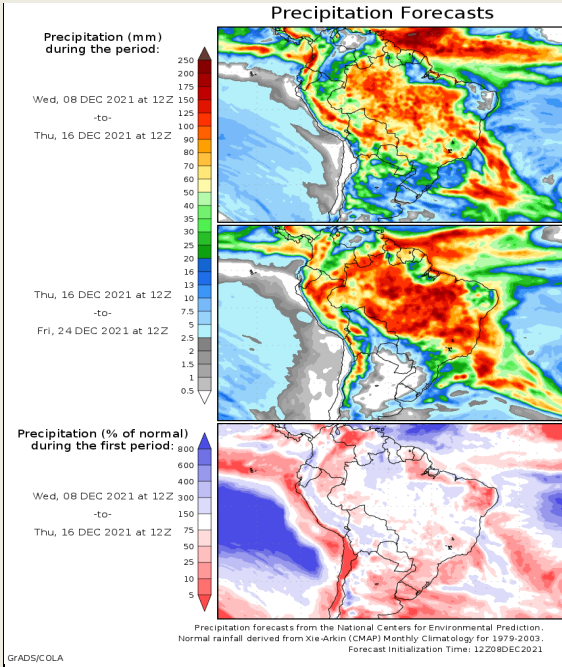 Precipitation Forecasts
Precipitation (mm)
during the period:
Wed, 08 DEC 2021 at 12Z
-to-
Thu, 16 DEC 2021 at 12Z
250
200
175
150
125
100
90
80
70
60
50
40
35
30
25
20
16
13
10
7.5
5
2.5
2
1.5
1
0.5
Thu, 16 DEC 2021 at 12Z
-to-
Fri, 24 DEC 2021 at 12Z
Precipitation (% of normal)
during the first period:
Wed, 08 DEC 2021 at 12Z
-to-
Thu, 16 DEC 2021 at 12Z
800
600
400
300
150
75
50
25
10
5
Precipitation forecasts from the National Centers for Environmental Prediction.
Normal rainfall derived from Xie-Arkin (CMAP) Monthly Climatology for 1979-2003.
Forecast Initialization Time: 12Z08DEC2021
GrADS/COLA